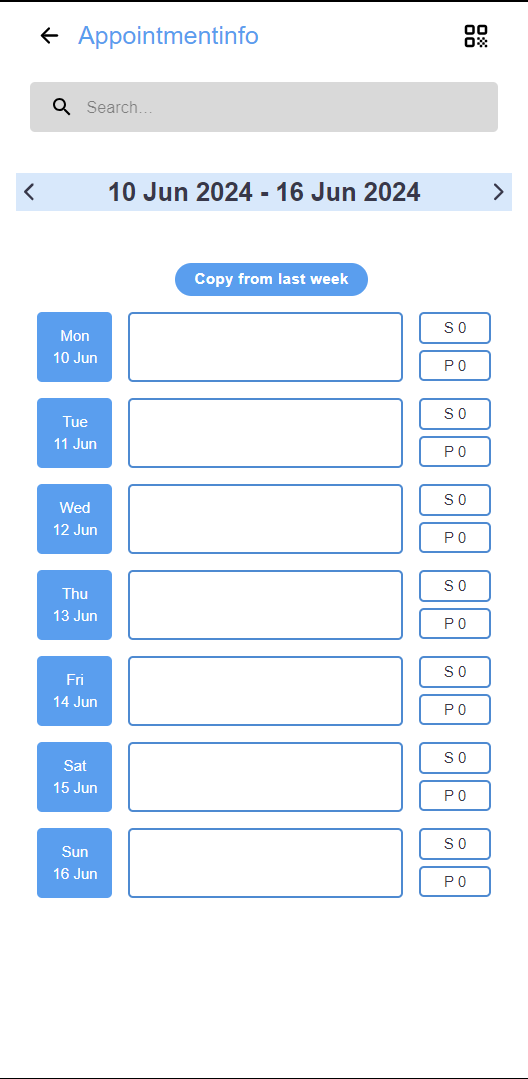 Appointmentinfo
Search...
10 Jun 2024 - 16 Jun 2024
Copy from last week
Mon
10 Jun
S 0
P 0
Tue
11 Jun
S 0
P 0
Wed
12 Jun
S 0
P 0
Thu
13 Jun
S 0
P 0
Fri
14 Jun
S 0
P 0
Sat
15 Jun
S 0
P 0
Sun
16 Jun
S 0
P 0